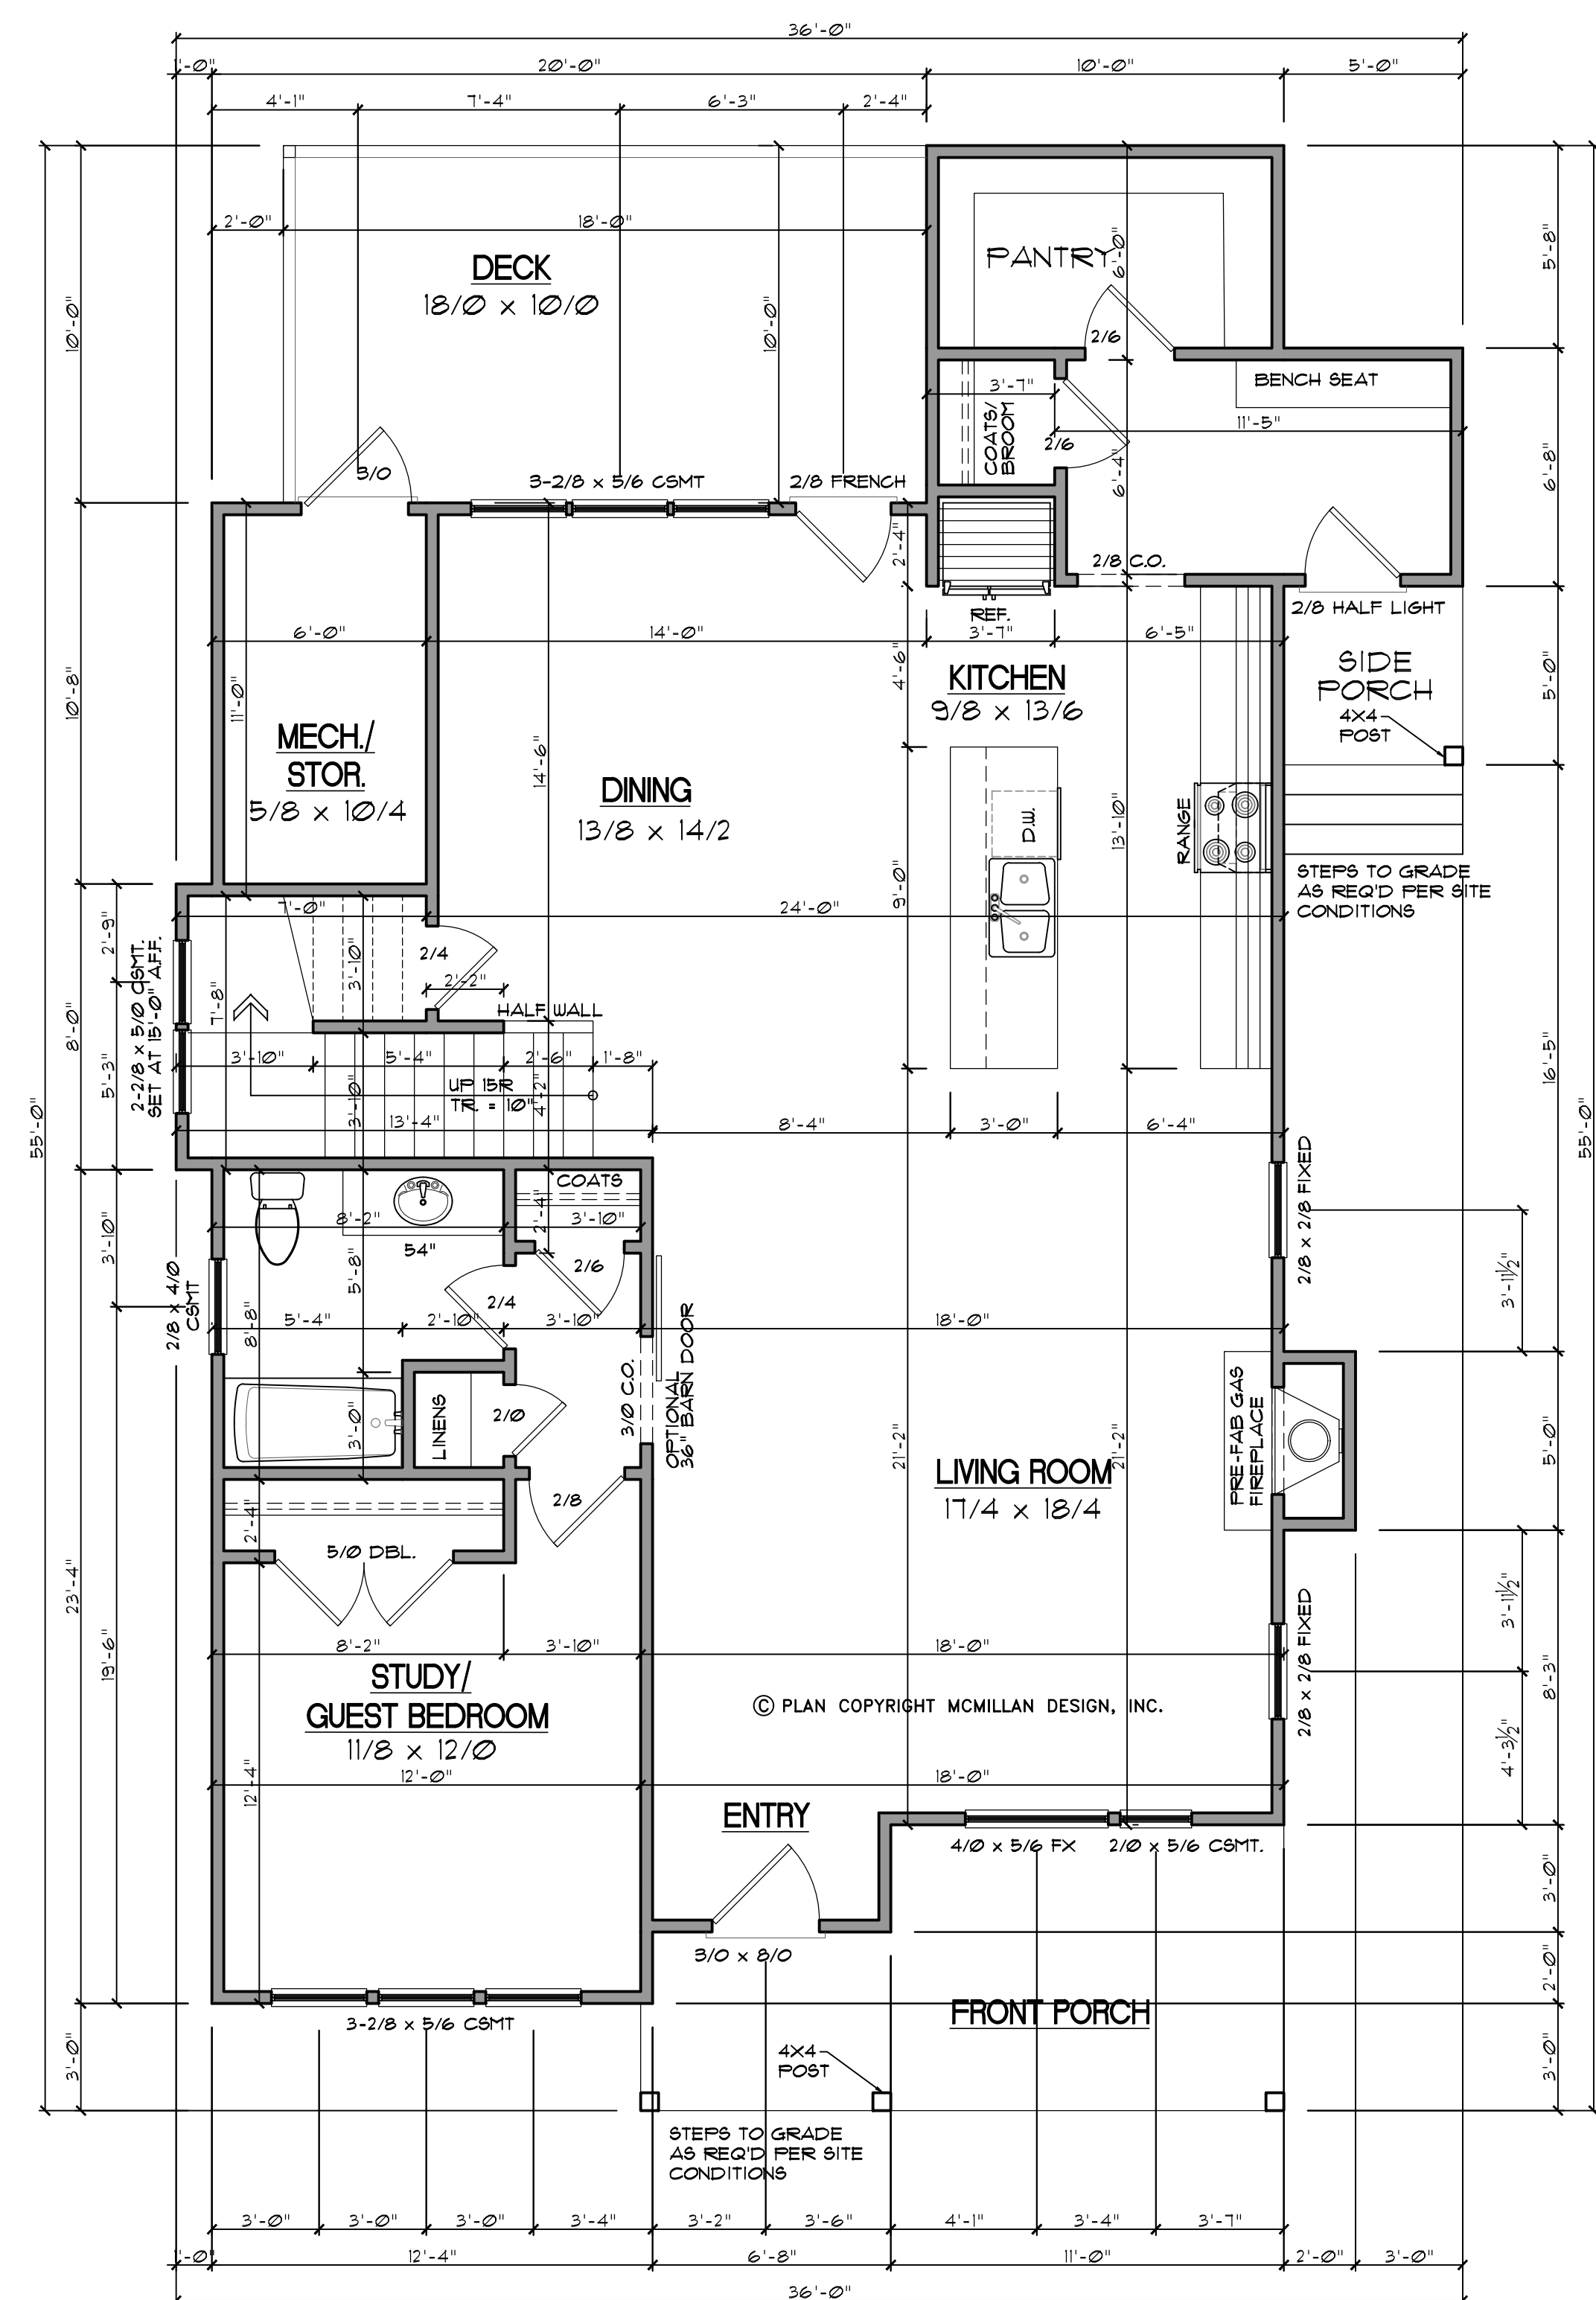 36'-0"
1'-0" 20'-0" 10'-0" 5'-0"
4'-1" 7'-4" 6'-3" 2'-4"
2'-0" 18'-0"
DECK
18/0 x 10/0
10'-0"
10'-0"
PANTRY
6'-0"
5'-8"
2/6
BENCH SEAT
3'-7"
11'-5"
COATS/
BROOM
2/6
6'-4"
6'-8"
3/0
3-2/8 x 5/6 CSMT
2/8 FRENCH
2'-4"
2/8 C.O.
REF.
2/8 HALF LIGHT
6'-0" 14'-0" 3'-7" 6'-5"
SIDE
PORCH
4X4
POST
5'-0"
4'-6"
KITCHEN
9/8 x 13/6
10'-8"
11'-0"
MECH./
STOR.
5/8 x 10/4
14'-6"
DINING
13/8 x 14/2
D.W.
13'-10"
RANGE
STEPS TO GRADE
AS REQ'D PER SITE
CONDITIONS
9'-0"
7'-0" 24'-0"
2'-9"
2-2/8 x 5/0 CSMT.
SET AT 15'-0" A.F.F.
7'-8"
3'-10"
2/4
2'-2"
HALF WALL
8'-0"
5'-3"
3'-10" 5'-4" 2'-6" 1'-8"
UP 15R
TR. = 10"
3'-10"
4'-2"
13'-4" 8'-4" 3'-0" 6'-4"
16'-5"
55'-0"
55'-0"
COATS
8'-2" 3'-10"
2'-4"
54"
2/6
5'-8"
3'-10"
2/8 x 4/0
CSMT
8'-8"
2/4
5'-4" 2'-10" 3'-10" 18'-0"
2/8 x 2/8 FIXED
3'-11½"
3/0 C.O.
OPTIONAL
36" BARN DOOR
LINENS
2/0
3'-0"
21'-2"
21'-2"
PRE-FAB GAS
FIREPLACE
5'-0"
LIVING ROOM
17/4 x 18/4
2/8
2'-4"
5/0 DBL.
23'-4"
19'-6"
8'-2" 3'-10" 18'-0"
STUDY/
GUEST BEDROOM
11/8 x 12/0
12'-4"
12'-0" 18'-0"
© PLAN COPYRIGHT MCMILLAN DESIGN, INC.
2/8 x 2/8 FIXED
3'-11½"
8'-3"
4'-3½"
ENTRY
4/0 x 5/6 FX
2/0 x 5/6 CSMT.
3'-0"
3/0 x 8/0
2'-0"
FRONT PORCH
3-2/8 x 5/6 CSMT
3'-0"
4X4
POST
3'-0"
STEPS TO GRADE
AS REQ'D PER SITE
CONDITIONS
3'-0" 3'-0" 3'-0" 3'-4" 3'-2" 3'-6" 4'-1" 3'-4" 3'-7"
1'-0" 12'-4" 6'-8" 11'-0" 2'-0" 3'-0"
36'-0"